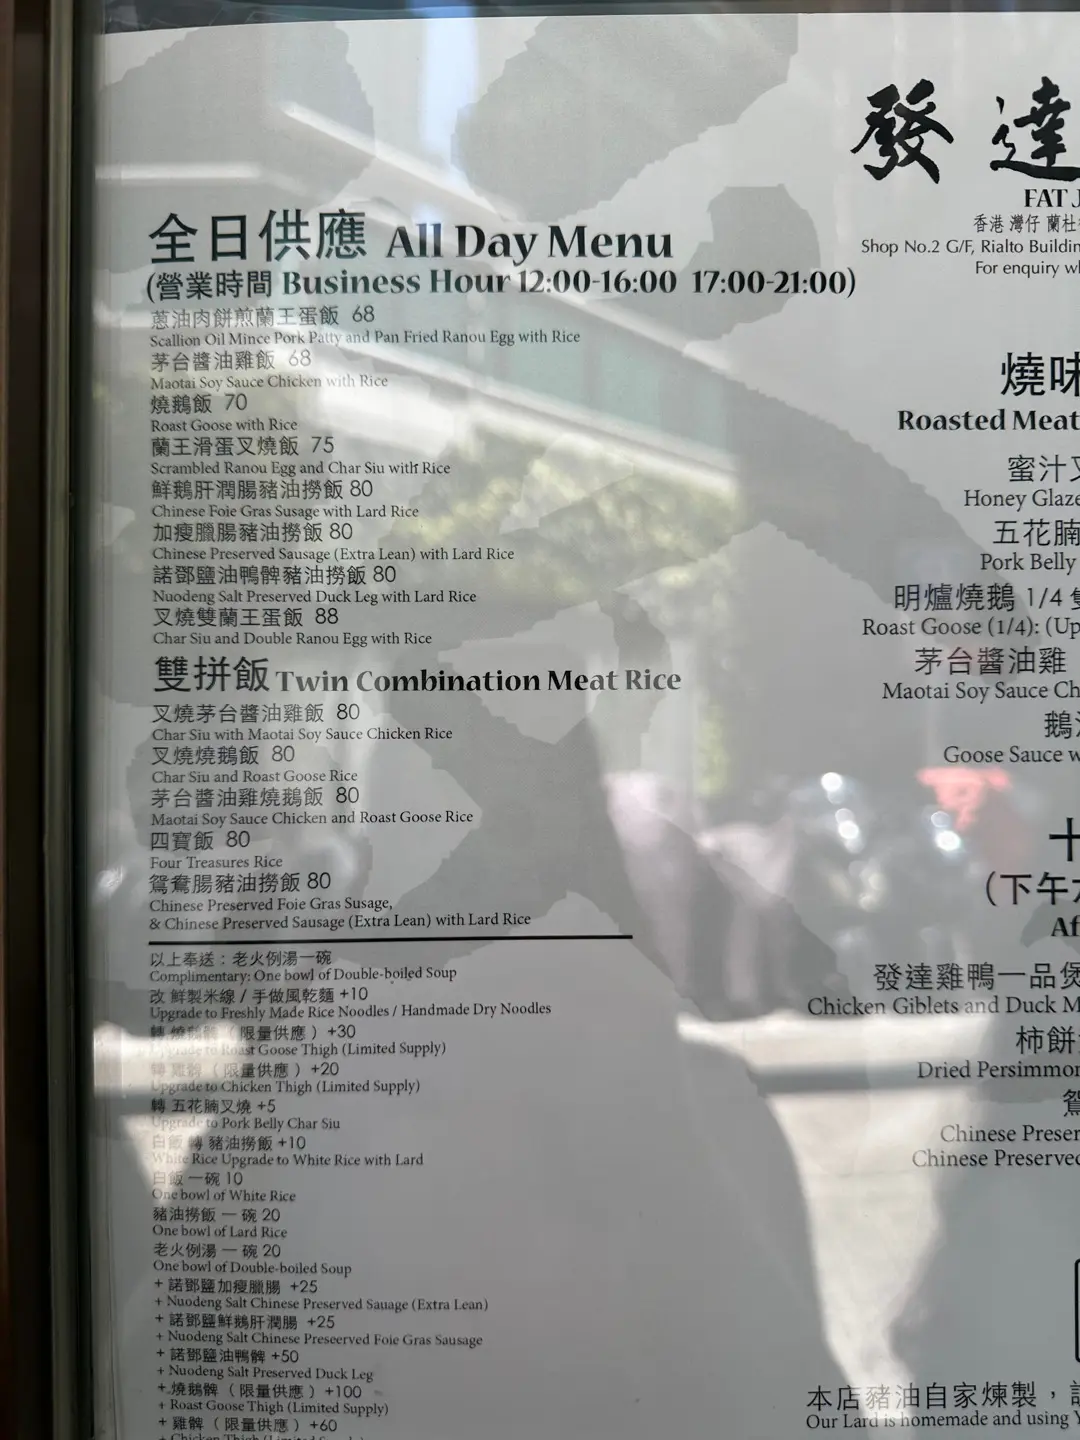 全日供應 All Day Menu
(營業時間 Business Hour 12:00-16:00 17:00-21:00)
蔥油肉餅煎蘭王蛋飯 68
Scallion Oil Mince Pork Patty and Pan Fried Ranou Egg with Rice
茅台醬油雞飯 68
Maotai Soy Sauce Chicken with Rice
燒鵝飯 70
Roast Goose with Rice
蘭王滑蛋叉燒飯 75
Scrambled Ranou Egg and Char Siu with Rice
鮮鵝肝潤腸豬油撈飯 80
Chinese Foie Gras Susage with Lard Rice
加瘦臘腸豬油撈飯 80
Chinese Preserved Sausage (Extra Lean) with Lard Rice
諾鄧鹽油鴨髀豬油撈飯 80
Nuodeng Salt Preserved Duck Leg with Lard Rice
叉燒雙蘭王蛋飯 88
Char Siu and Double Ranou Egg with Rice
雙拼飯 Twin Combination Meat Rice
叉燒茅台醬油雞飯 80
Char Siu with Maotai Soy Sauce Chicken Rice
叉燒燒鵝飯 80
Char Siu and Roast Goose Rice
茅台醬油雞燒鵝飯 80
Maotai Soy Sauce Chicken and Roast Goose Rice
四寶飯 80
Four Treasures Rice
鴛鴦腸豬油撈飯 80
Chinese Preserved Foie Gras Susage,
& Chinese Preserved Sausage (Extra Lean) with Lard Rice
以上奉送：老火例湯一碗
Complimentary: One bowl of Double-boiled Soup
改 鮮製米線 / 手做風乾麵 +10
Upgrade to Freshly Made Rice Noodles / Handmade Dry Noodles
轉 燒鵝髀（限量供應）+30
Upgrade to Roast Goose Thigh (Limited Supply)
轉 雞髀（限量供應）+20
Upgrade to Chicken Thigh (Limited Supply)
轉 五花腩叉燒 +5
Upgrade to Pork Belly Char Siu
白飯 轉 豬油撈飯 +10
White Rice Upgrade to White Rice with Lard
白飯 一碗 10
One bowl of White Rice
豬油撈飯 一 碗 20
One bowl of Lard Rice
老火例湯 一 碗 20
One bowl of Double-boiled Soup
+ 諾鄧鹽加瘦臘腸 +25
+ Nuodeng Salt Chinese Preserved Sauage (Extra Lean)
+ 諾鄧鹽鮮鵝肝潤腸 +25
+ Nuodeng Salt Chinese Preseerved Foie Gras Sausage
+ 諾鄧鹽油鴨髀 +50
+ Nuodeng Salt Preserved Duck Leg
+ 燒鵝髀（限量供應）+100
+ Roast Goose Thigh (Limited Supply)
+ 雞髀（限量供應）+60
+ Chicken Thigh (Limited Supply)
發達
FAT J
香港 灣仔 蘭杜
Shop No.2 G/F, Rialto Buildin
For enquiry wh
燒味
Roasted Meat
蜜汁叉
Honey Glaze
五花腩
Pork Belly
明爐燒鵝 1/4 隻
Roast Goose (1/4): (Up
茅台醬油雞
Maotai Soy Sauce Ch
鵝
Goose Sauce w
十
（下午六
Af
發達雞鴨一品煲
Chicken Giblets and Duck M
柿餅
Dried Persimmon
Chinese Preser
Chinese Preserved
本店豬油自家煉製，
Our Lard is homemade and using Y